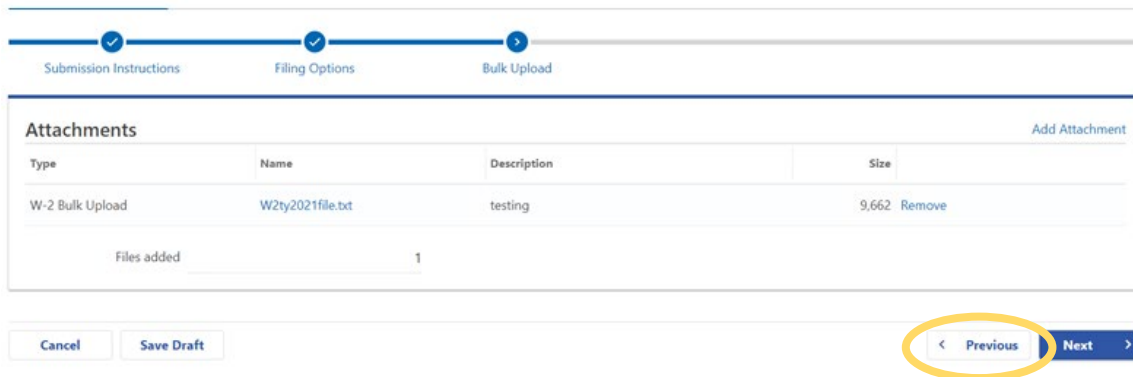 Submission Instructions Filing Options Bulk Upload
Attachments Add Attachment
Type Name Description Size
W-2 Bulk Upload W2ty2021file.txt testing 9,662 Remove
Files added 1
Cancel Save Draft < Previous Next >